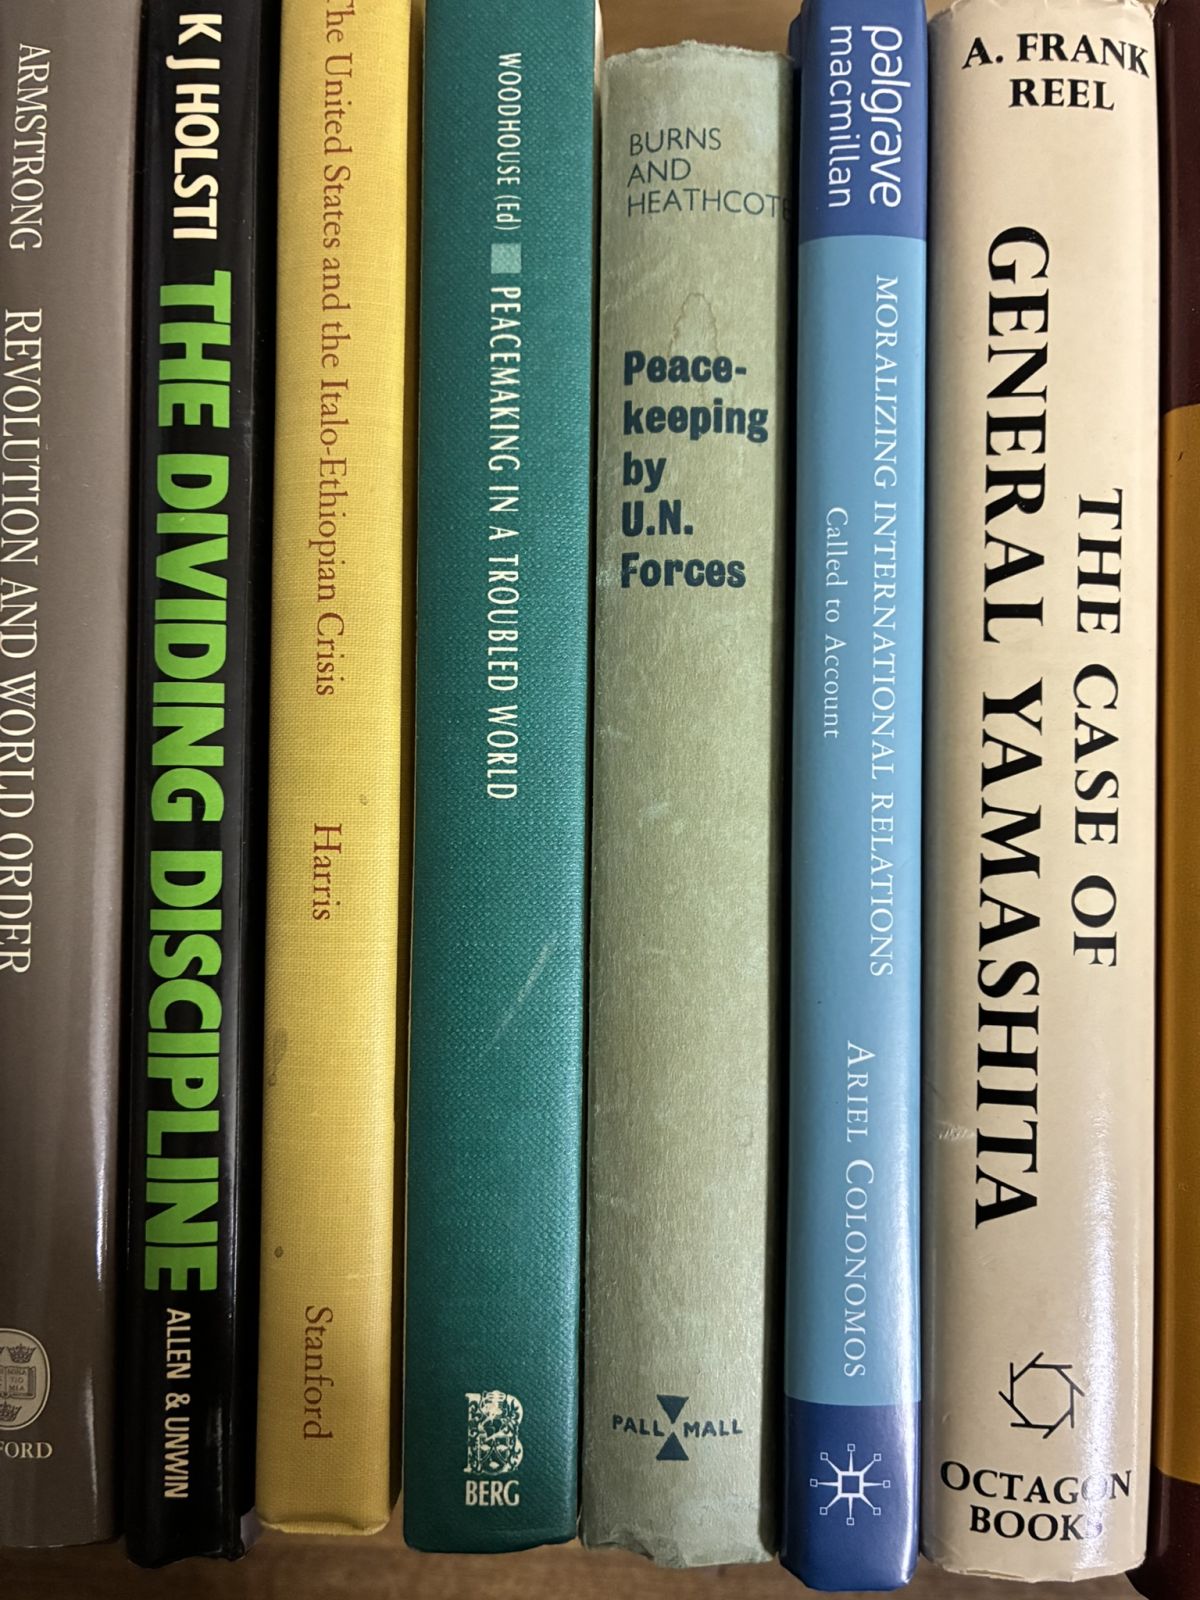 ARMSTRONG REVOLUTION AND WORLD ORDER
FORD
K J HOLSTI THE DIVIDING DISCIPLINE ALLEN & UNWIN
The United States and the Italo-Ethiopian Crisis Harris Stanford
WOODHOUSE (Ed) PEACEMAKING IN A TROUBLED WORLD
BERG
BURNS
AND
HEATHCOTE
Peace-
keeping
by
U.N.
Forces
PALL MALL
palgrave
macmillan
MORALIZING INTERNATIONAL RELATIONS
Called to Account
ARIEL COLONOMOS
A. FRANK
REEL
THE CASE OF
GENERAL YAMASHITA
OCTAGON
BOOKS